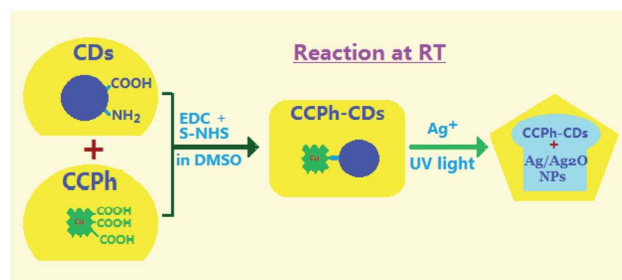 Reaction at RT
CDs
COOH
NH2
+
CCPh
Cu
COOH
COOH
COOH
EDC +
S-NHS
in DMSO
CCPh-CDs
Cu
Ag+
UV light
CCPh-CDs
+
Ag/Ag2O
NPs